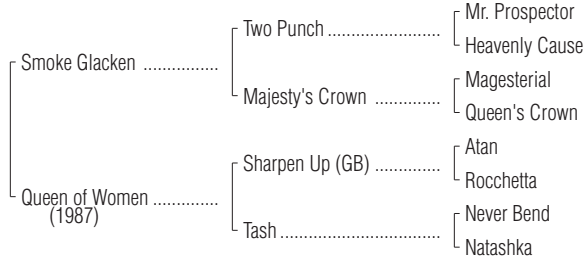 Mr. Prospector
Two Punch ........................
Heavenly Cause
Smoke Glacken ................
Magesterial
Majesty's Crown ..............
Queen's Crown
Atan
Sharpen Up (GB) ..............
Rocchetta
Queen of Women ..............
(1987)
Never Bend
Tash ..................................
Natashka